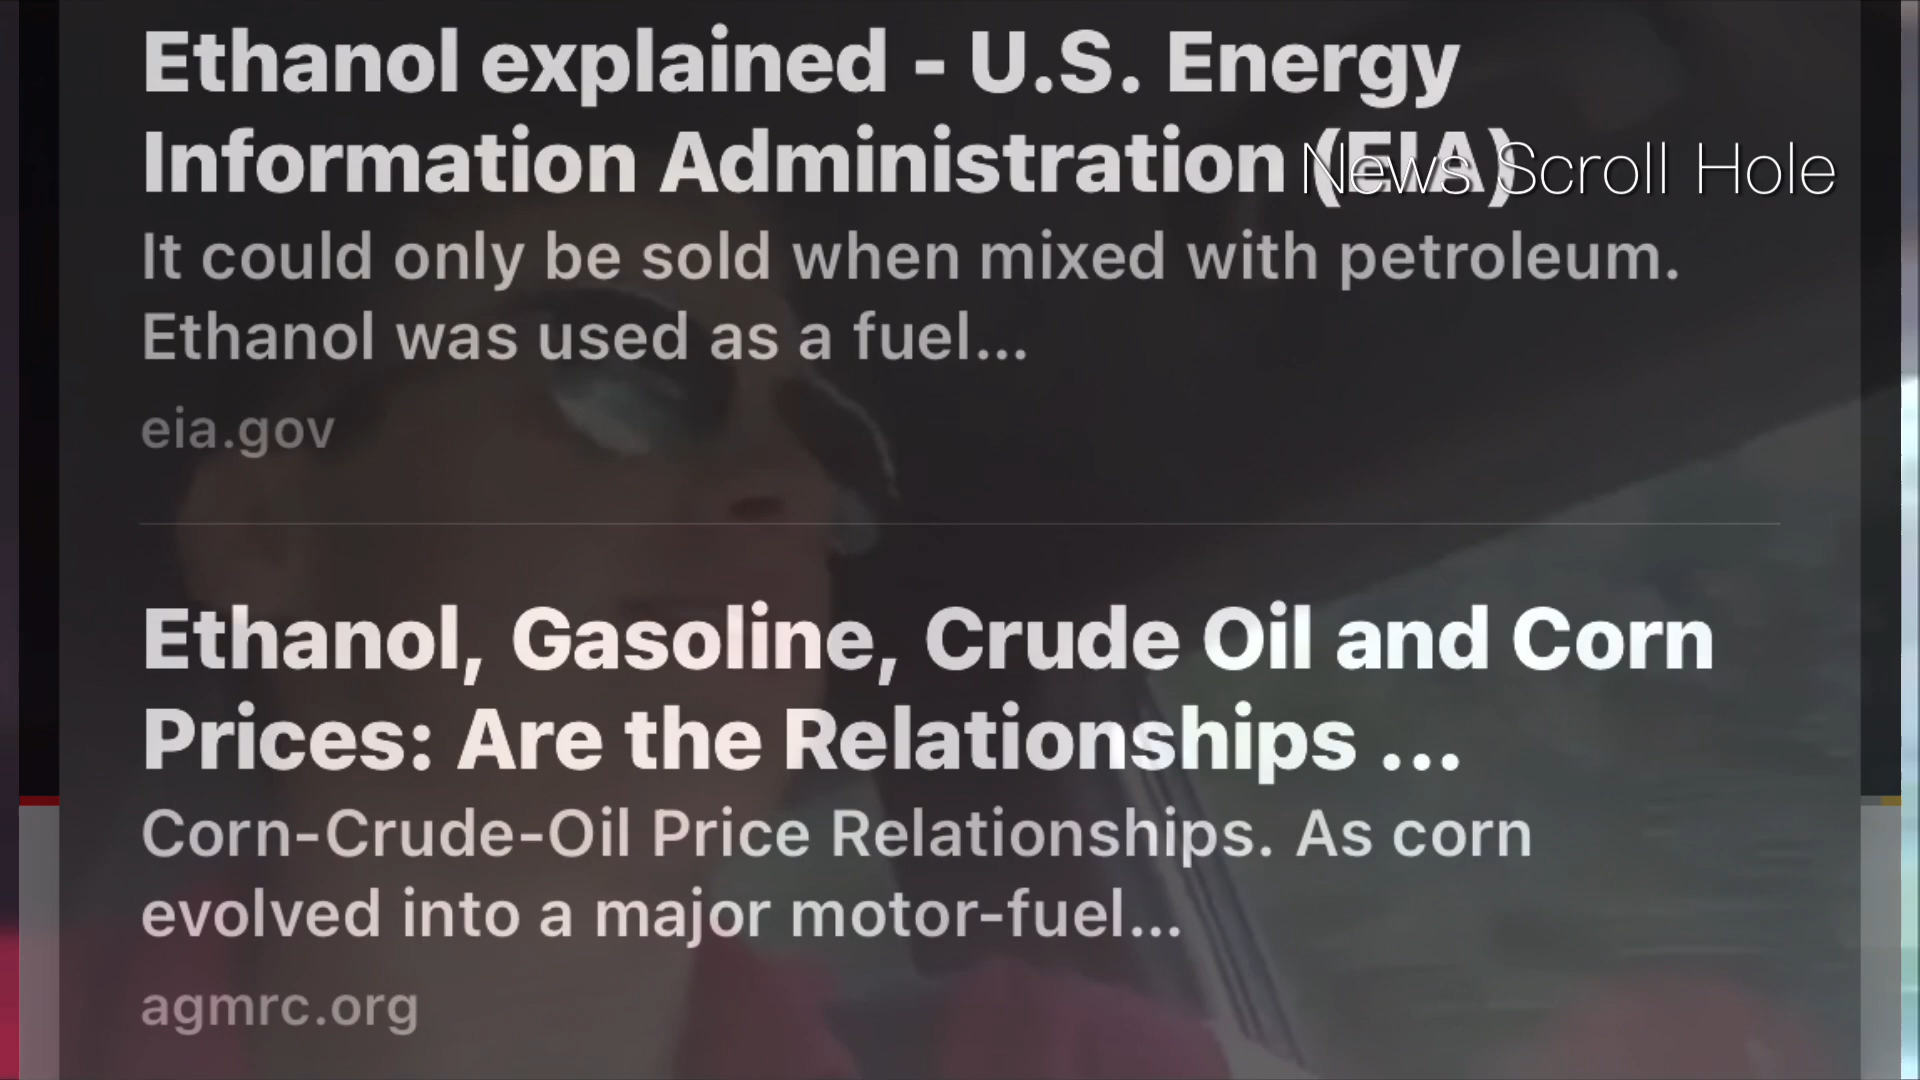 Ethanol explained - U.S. Energy
Information Administration (EIA)
News Scroll Hole
It could only be sold when mixed with petroleum.
Ethanol was used as a fuel...
eia.gov
Ethanol, Gasoline, Crude Oil and Corn
Prices: Are the Relationships ...
Corn-Crude-Oil Price Relationships. As corn
evolved into a major motor-fuel...
agmrc.org